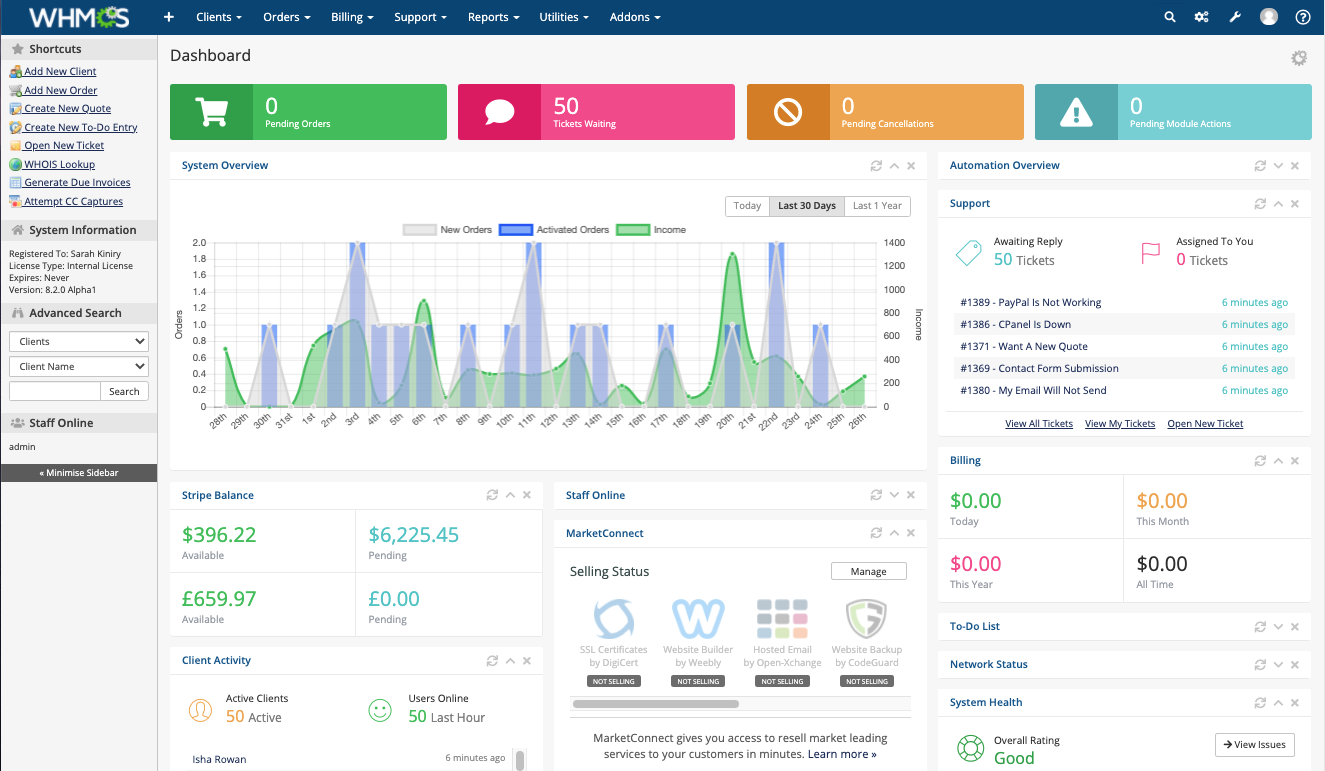 WHMCS
Clients Orders Billing Support Reports Utilities Addons
Shortcuts
Add New Client
Add New Order
Create New Quote
Create New To-Do Entry
Open New Ticket
WHOIS Lookup
Generate Due Invoices
Attempt CC Captures
System Information
Registered To: Sarah Kiniry
License Type: Internal License
Expires: Never
Version: 8.2.0 Alpha1
Advanced Search
Clients
Client Name
Search
Staff Online
admin
« Minimise Sidebar
Dashboard
0
Pending Orders
50
Tickets Waiting
0
Pending Cancellations
0
Pending Module Actions
System Overview
Today Last 30 Days Last 1 Year
New Orders Activated Orders Income
Orders
2.0
1.8
1.6
1.4
1.2
1.0
0.8
0.6
0.4
0.2
0
1400
1200
1000
800
600
400
200
0
Income
28th 29th 30th 31st 1st 2nd 3rd 4th 5th 6th 7th 8th 9th 10th 11th 12th 13th 14th 15th 16th 17th 18th 19th 20th 21st 22nd 23rd 24th 25th 26th
Stripe Balance
$396.22 $6,225.45
Available Pending
£659.97 £0.00
Available Pending
Client Activity
Active Clients
50 Active
Users Online
50 Last Hour
Isha Rowan 6 minutes ago
Staff Online
MarketConnect
Selling Status
Manage
SSL Certificates
by DigiCert
NOT SELLING
Website Builder
by Weebly
NOT SELLING
Hosted Email
by Open-Xchange
NOT SELLING
Website Backup
by CodeGuard
NOT SELLING
MarketConnect gives you access to resell market leading
services to your customers in minutes. Learn more »
Automation Overview
Support
Awaiting Reply
50 Tickets
Assigned To You
0 Tickets
#1389 - PayPal Is Not Working 6 minutes ago
#1386 - CPanel Is Down 6 minutes ago
#1371 - Want A New Quote 6 minutes ago
#1369 - Contact Form Submission 6 minutes ago
#1380 - My Email Will Not Send 6 minutes ago
View All Tickets View My Tickets Open New Ticket
Billing
$0.00 $0.00
Today This Month
$0.00 $0.00
This Year All Time
To-Do List
Network Status
System Health
Overall Rating
Good
View Issues